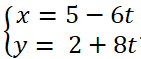 x = 5 − 6t
y = 2 + 8t